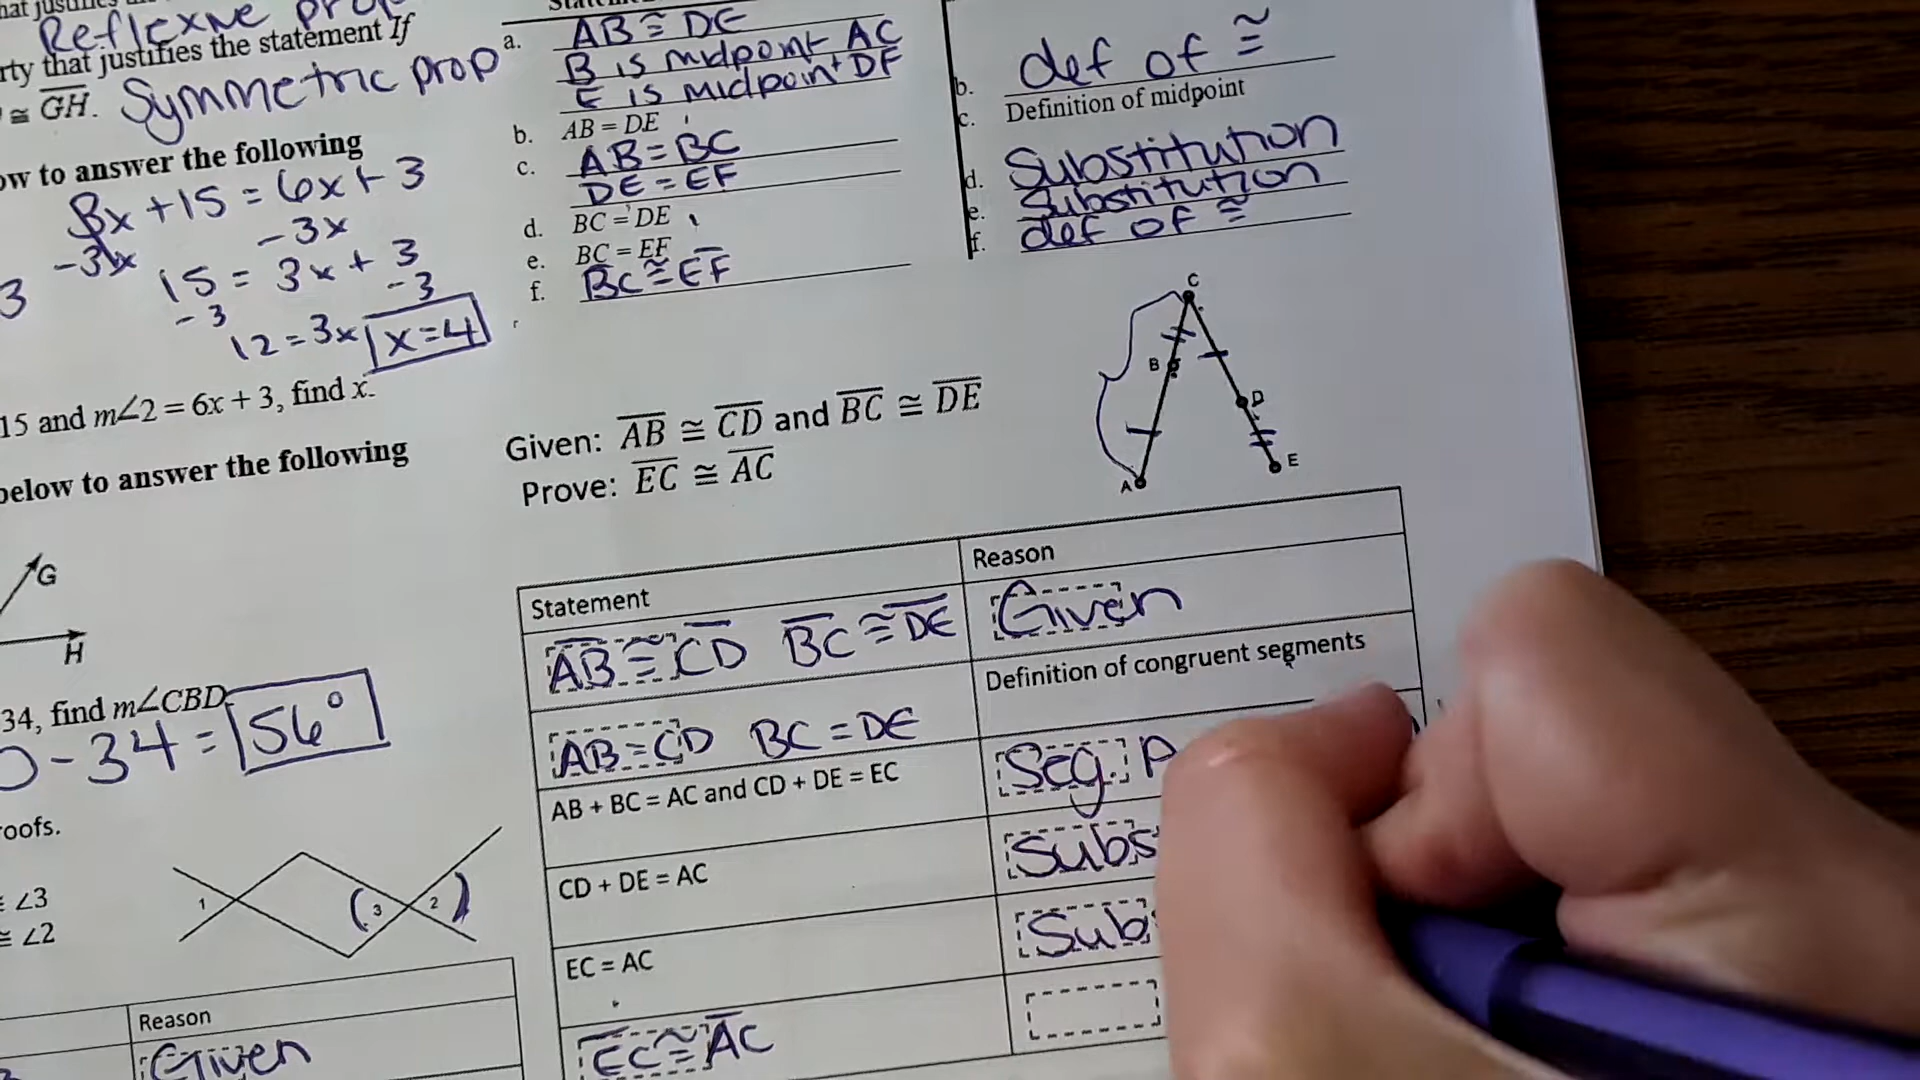 Reflexive prop
rty that justifies the statement If
≅ GH. Symmetric prop
ow to answer the following
3x + 15 = 6x + 3
-3x -3x
15 = 3x + 3
-3 -3
12 = 3x x = 4
15 and m∠2 = 6x + 3, find x.
below to answer the following
G
H
34, find m∠CBD.
- 34 = 56°
roofs.
≅ ∠3
≅ ∠2
1 3 2
Reason
Given
a. AB ≅ DE
B is midpoint AC
E is midpoint DF
b. AB = DE
c. AB = BC
DE = EF
d. BC = DE
e. BC = EF
f. BC ≅ EF
b. def of ≅
c. Definition of midpoint
d. Substitution
e. Substitution
f. def of ≅
Given: AB ≅ CD and BC ≅ DE
Prove: EC ≅ AC
C
B
D
A
E
Statement Reason
AB ≅ CD BC ≅ DE Given
AB = CD BC = DE Definition of congruent segments
AB + BC = AC and CD + DE = EC Seg. P
CD + DE = AC Subs
EC = AC Sub
EC ≅ AC